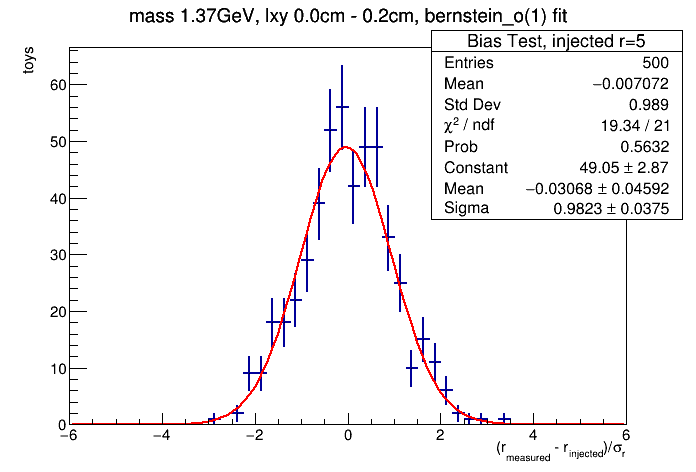 mass 1.37GeV, lxy 0.0cm - 0.2cm, bernstein_o(1) fit
Bias Test, injected r=5
Entries 500
Mean −0.007072
Std Dev 0.989
χ² / ndf 19.34 / 21
Prob 0.5632
Constant 49.05 ± 2.87
Mean −0.03068 ± 0.04592
Sigma 0.9823 ± 0.0375
toys
60
50
40
30
20
10
0
−6 −4 −2 0 2 4 6
(r_measured - r_injected)/σ_r